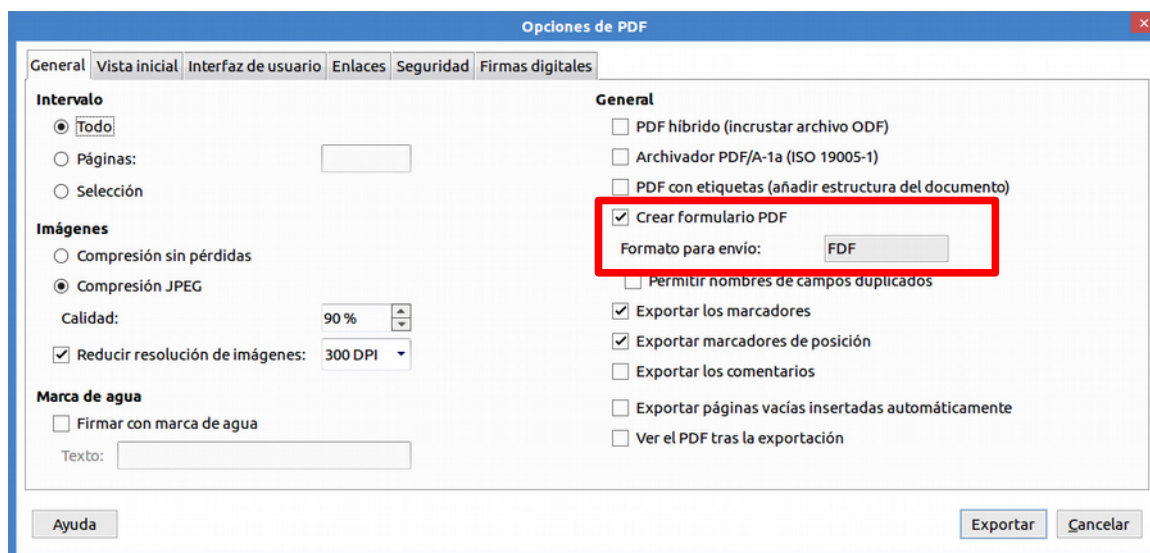 Opciones de PDF
General Vista inicial Interfaz de usuario Enlaces Seguridad Firmas digitales
Intervalo
Todo
Páginas:
Selección
Imágenes
Compresión sin pérdidas
Compresión JPEG
Calidad: 90 %
Reducir resolución de imágenes: 300 DPI
Marca de agua
Firmar con marca de agua
Texto:
General
PDF híbrido (incrustar archivo ODF)
Archivador PDF/A-1a (ISO 19005-1)
PDF con etiquetas (añadir estructura del documento)
Crear formulario PDF
Formato para envío: FDF
Permitir nombres de campos duplicados
Exportar los marcadores
Exportar marcadores de posición
Exportar los comentarios
Exportar páginas vacías insertadas automáticamente
Ver el PDF tras la exportación
Ayuda Exportar Cancelar